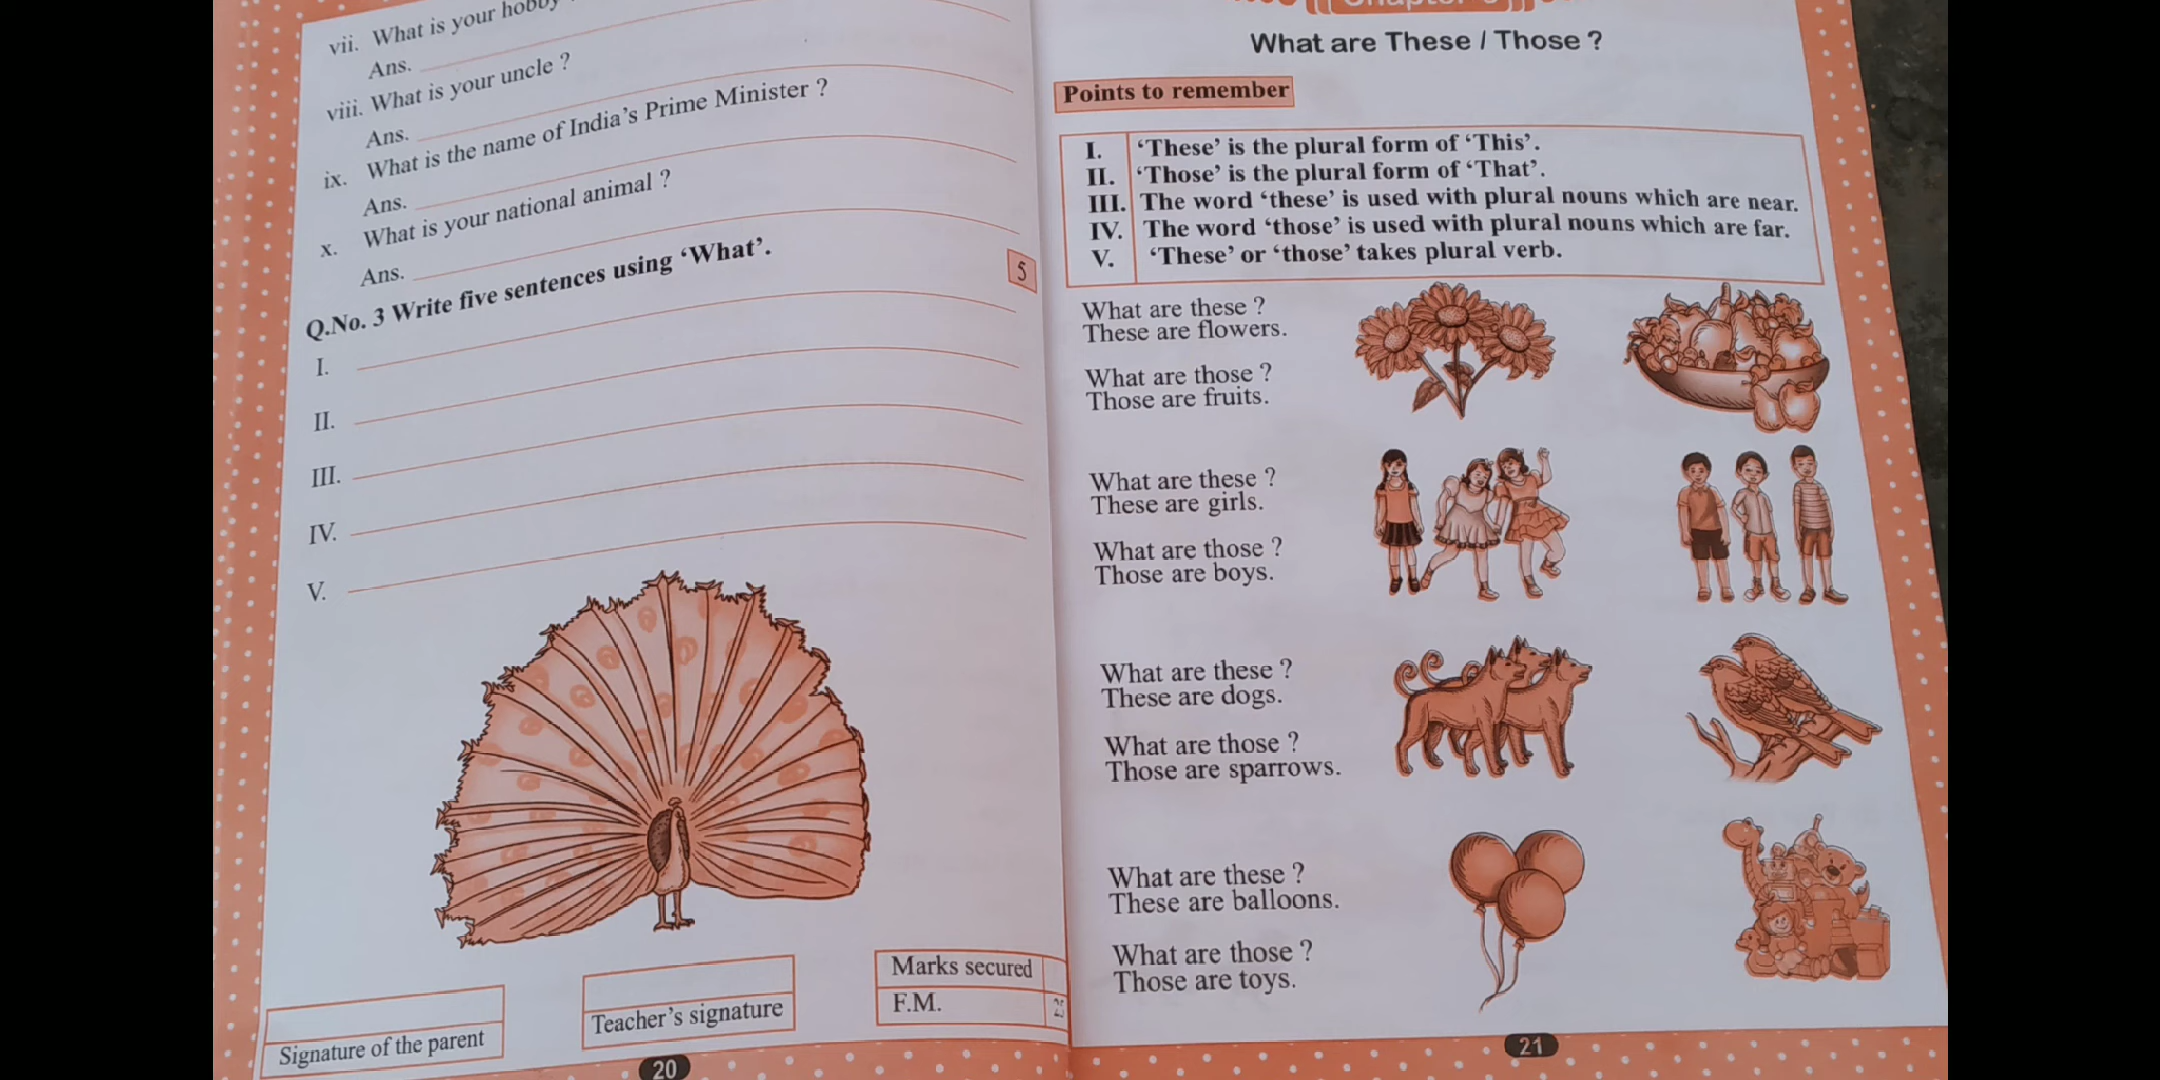 vii. What is your hobby
Ans.
viii. What is your uncle ?
Ans.
ix. What is the name of India's Prime Minister ?
Ans.
x. What is your national animal ?
Ans.
Q.No. 3 Write five sentences using ‘What’.
5
I.
II.
III.
IV.
V.
Signature of the parent
Teacher's signature
Marks secured
F.M.
25
20
What are These / Those ?
Points to remember
I. ‘These’ is the plural form of ‘This’.
II. ‘Those’ is the plural form of ‘That’.
III. The word ‘these’ is used with plural nouns which are near.
IV. The word ‘those’ is used with plural nouns which are far.
V. ‘These’ or ‘those’ takes plural verb.
What are these ?
These are flowers.
What are those ?
Those are fruits.
What are these ?
These are girls.
What are those ?
Those are boys.
What are these ?
These are dogs.
What are those ?
Those are sparrows.
What are these ?
These are balloons.
What are those ?
Those are toys.
21